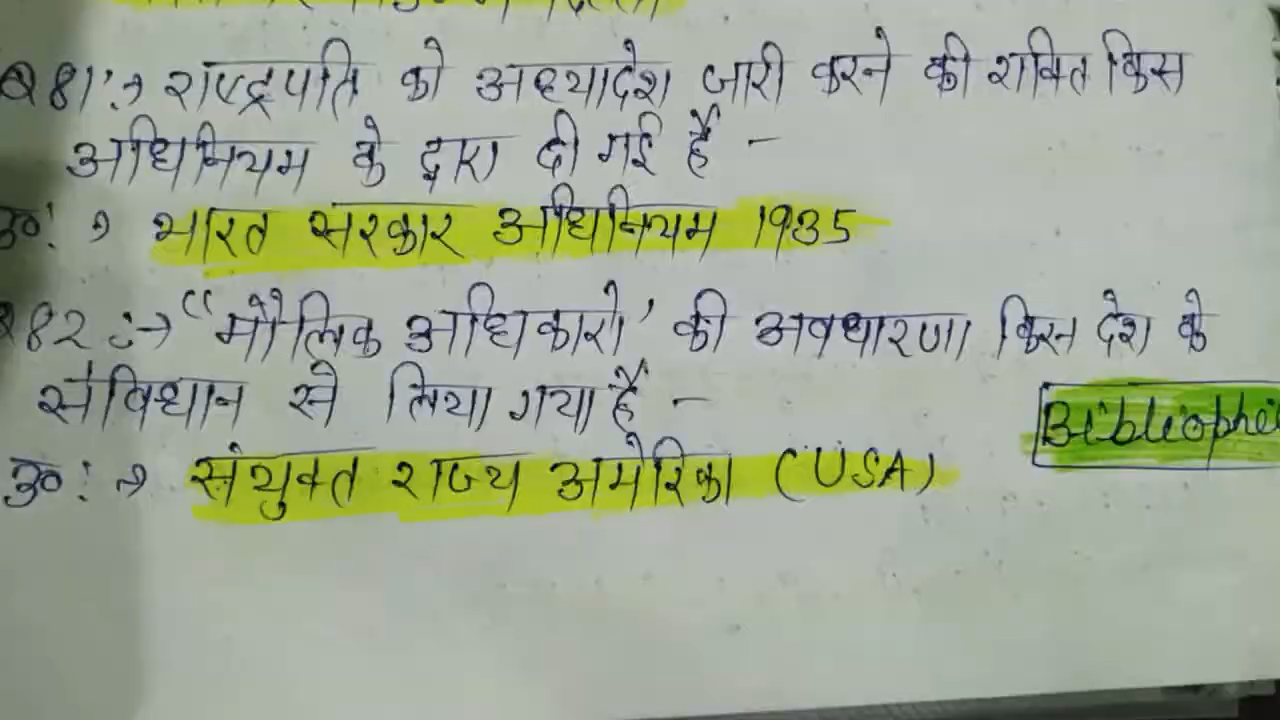 Q81:→ राष्ट्रपति को अध्यादेश जारी करने की शक्ति किस
अधिनियम के द्वारा दी गई है -
उ०:→ भारत सरकार अधिनियम 1935
Q82:→ "मौलिक अधिकारो' की अवधारणा किस देश के
संविधान से लिया गया है -
Bibliophei
उ०:→ संयुक्त राज्य अमेरिका (USA)